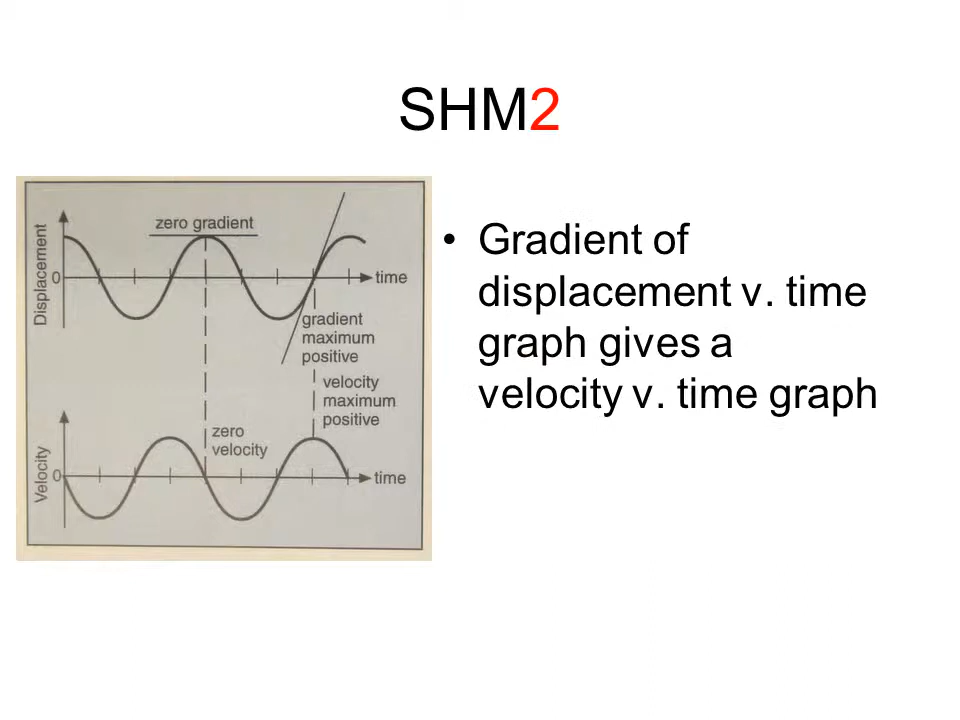 SHM2
Displacement
0
zero gradient
time
gradient
maximum
positive
velocity
maximum
positive
zero
velocity
Velocity
0
time
• Gradient of
displacement v. time
graph gives a
velocity v. time graph